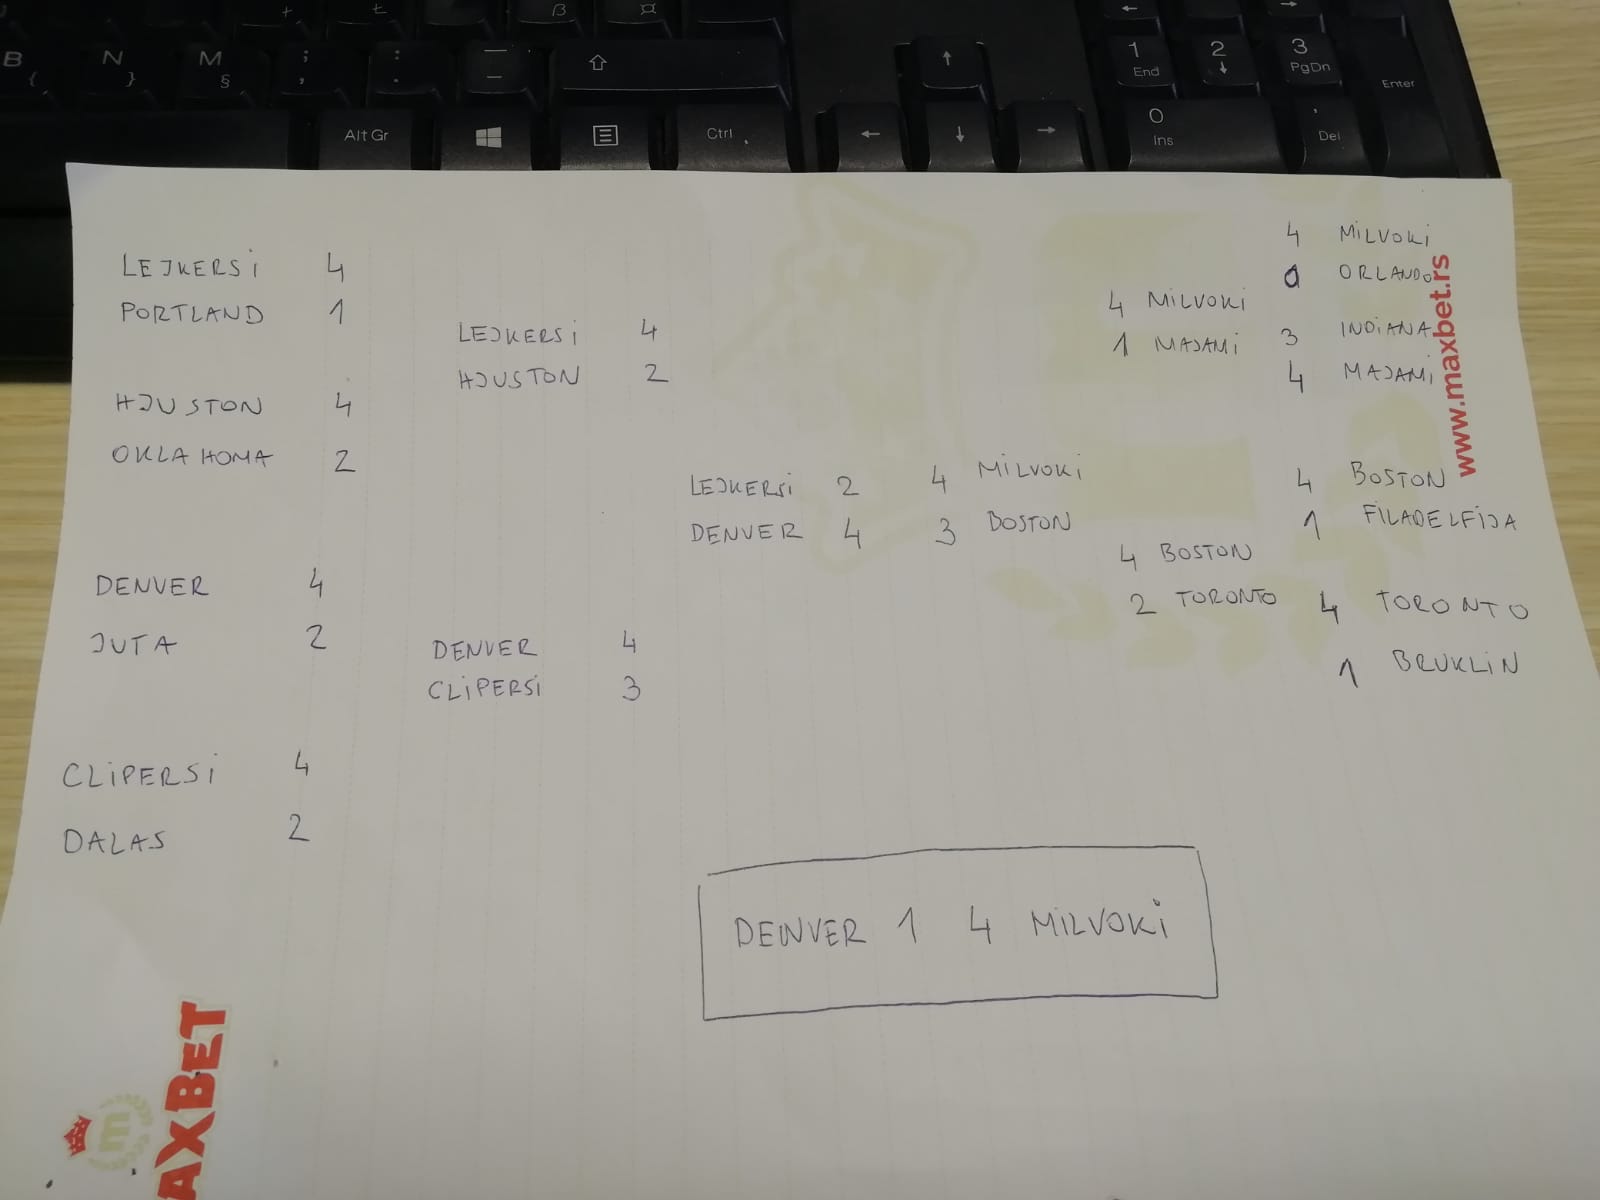 B {
N }
M §
; ,
: .
_ –
ß
¤
Ł
+
⇧
Alt Gr
Ctrl
↑
← ↓ →
← →
1 End
2 ↓
3 PgDn
Enter
0 Ins
, Del
LEJKERSI 4
PORTLAND 1
HJUSTON 4
OKLAHOMA 2
DENVER 4
JUTA 2
CLIPERSI 4
DALAS 2
LEJKERSI 4
HJUSTON 2
DENVER 4
CLIPERSI 3
LEJKERSI 2 4 MILVOKI
DENVER 4 3 BOSTON
4 MILVOKI
1 MAJAMI
4 BOSTON
2 TORONTO
4 MILVOKI
0 ORLANDO
3 INDIANA
4 MAJAMI
4 BOSTON
1 FILADELFIJA
4 TORONTO
1 BRUKLIN
DENVER 1 4 MILVOKI
www.maxbet.rs
m
AXBET